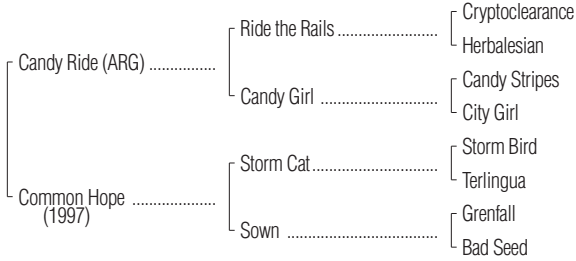 Cryptoclearance
Ride the Rails ........................
Herbalesian
Candy Ride (ARG) ................
Candy Stripes
Candy Girl ............................
City Girl
Storm Bird
Storm Cat..............................
Terlingua
Common Hope ....................
(1997)
Grenfall
Sown ....................................
Bad Seed